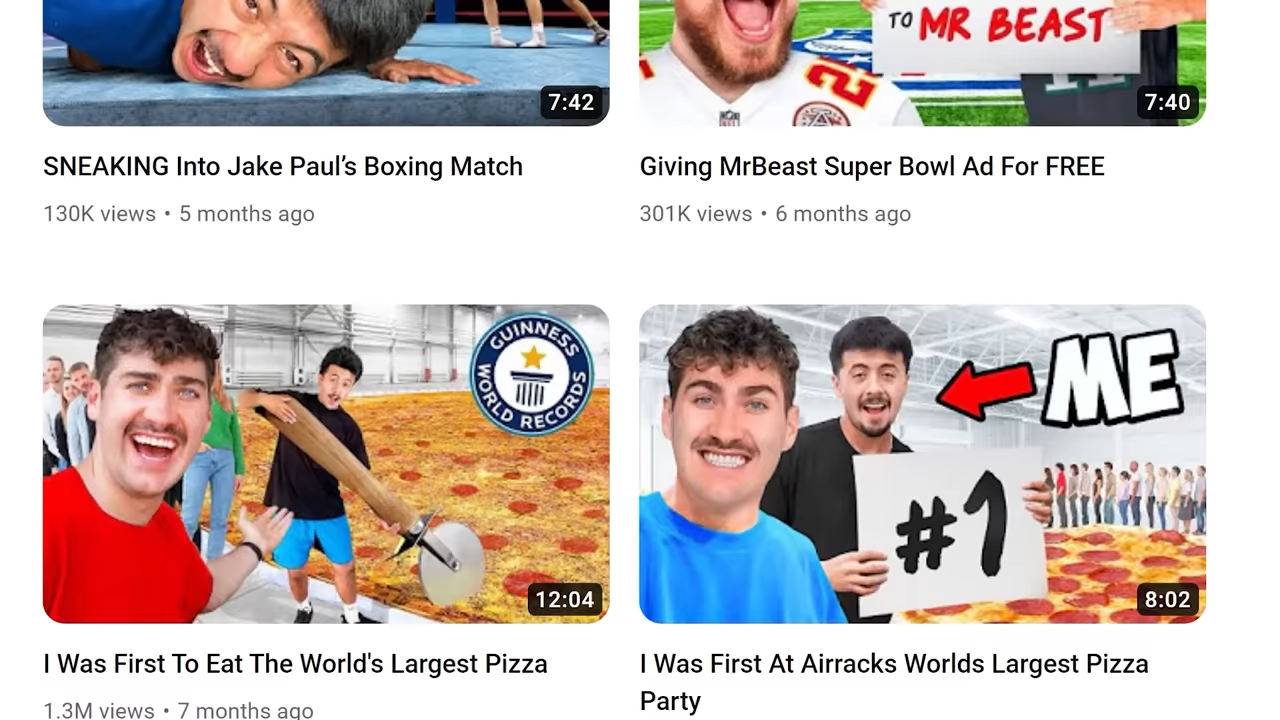 TO MR BEAST
7:42
7:40
SNEAKING Into Jake Paul’s Boxing Match
Giving MrBeast Super Bowl Ad For FREE
130K views • 5 months ago
301K views • 6 months ago
GUINNESS
WORLD RECORDS
ME
#1
12:04
8:02
I Was First To Eat The World's Largest Pizza
I Was First At Airracks Worlds Largest Pizza
Party
1.3M views • 7 months ago